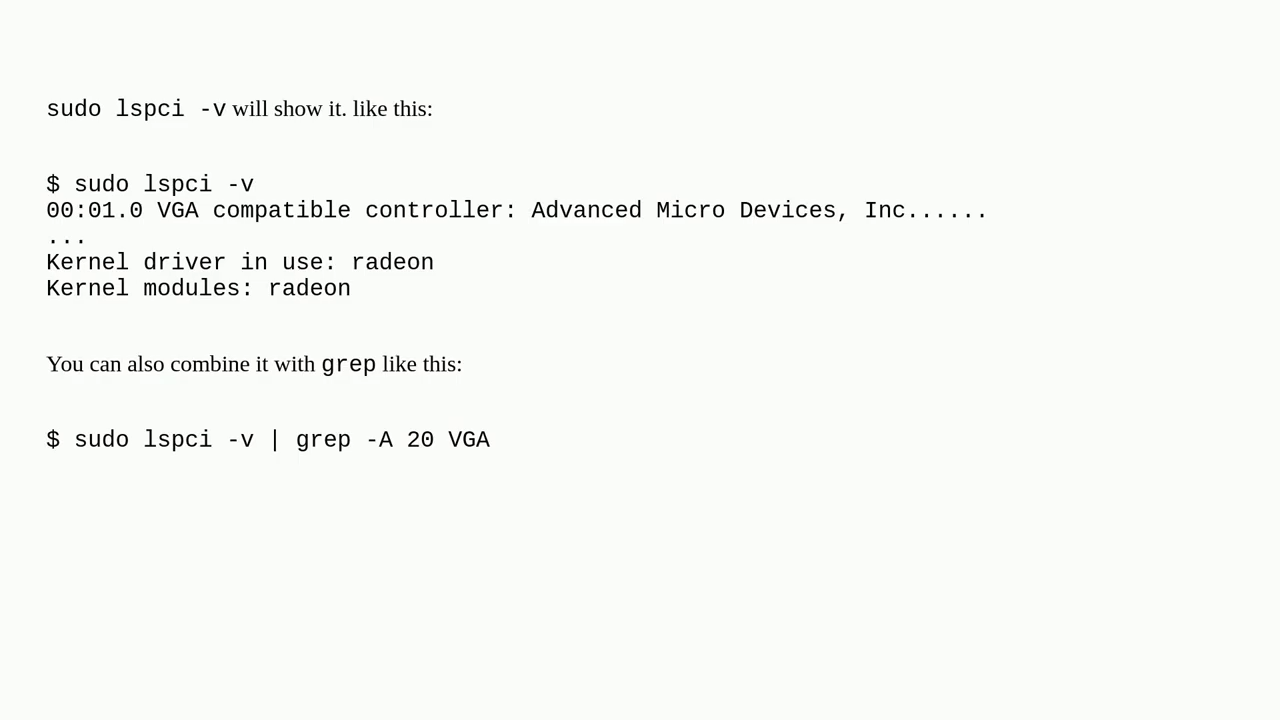 sudo lspci -v will show it. like this:
$ sudo lspci -v
00:01.0 VGA compatible controller: Advanced Micro Devices, Inc......
...
Kernel driver in use: radeon
Kernel modules: radeon
You can also combine it with grep like this:
$ sudo lspci -v | grep -A 20 VGA